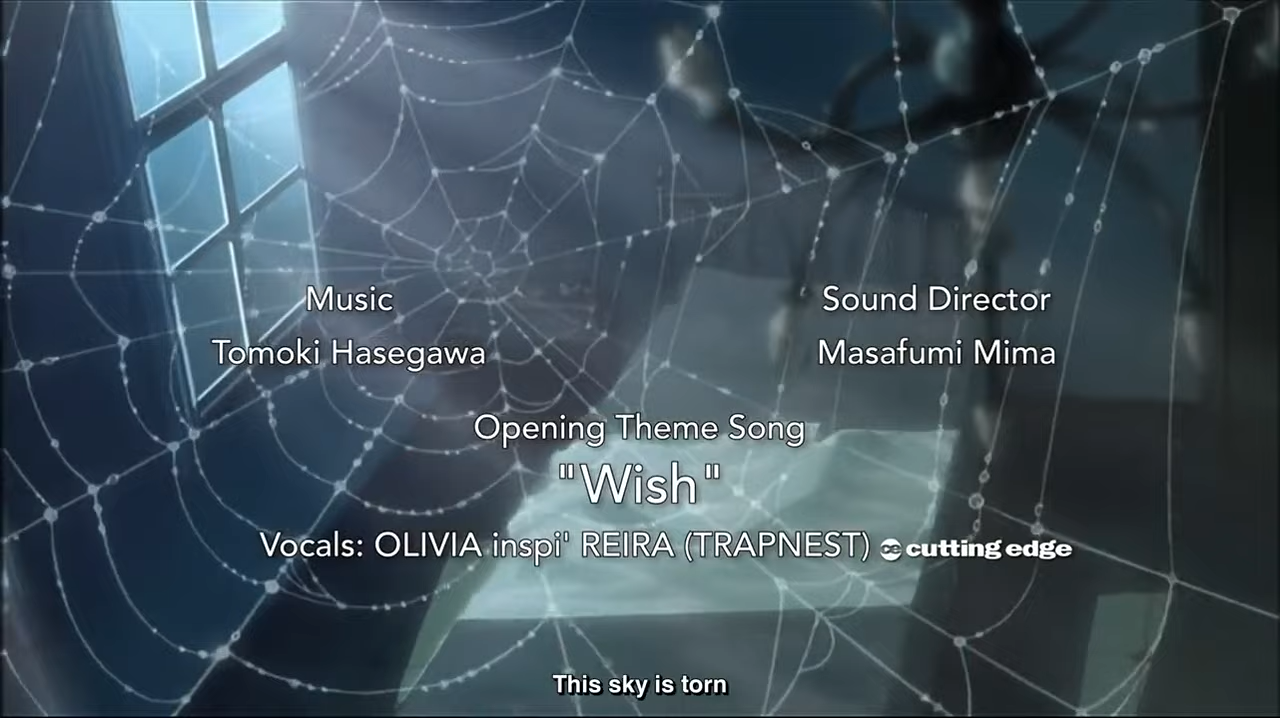 Music
Sound Director
Tomoki Hasegawa
Masafumi Mima
Opening Theme Song
"Wish"
Vocals: OLIVIA inspi' REIRA (TRAPNEST) ce cutting edge
This sky is torn